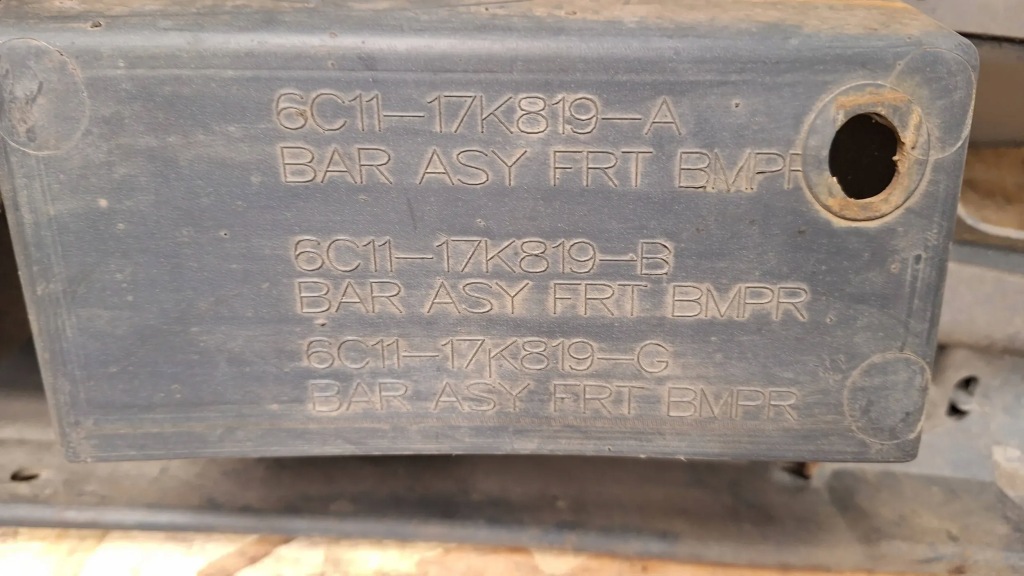 6C11-17K819-A
BAR ASY FRT BMPR
6C11-17K819-B
BAR ASY FRT BMPR
6C11-17K819-G
BAR ASY FRT BMPR